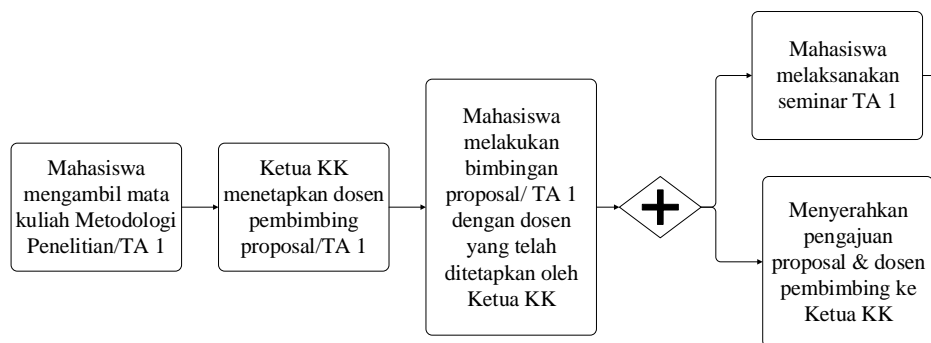 Mahasiswa
mengambil mata
kuliah Metodologi
Penelitian/TA 1
Ketua KK
menetapkan dosen
pembimbing
proposal/TA 1
Mahasiswa
melakukan
bimbingan
proposal/ TA 1
dengan dosen
yang telah
ditetapkan oleh
Ketua KK
Mahasiswa
melaksanakan
seminar TA 1
Menyerahkan
pengajuan
proposal & dosen
pembimbing ke
Ketua KK